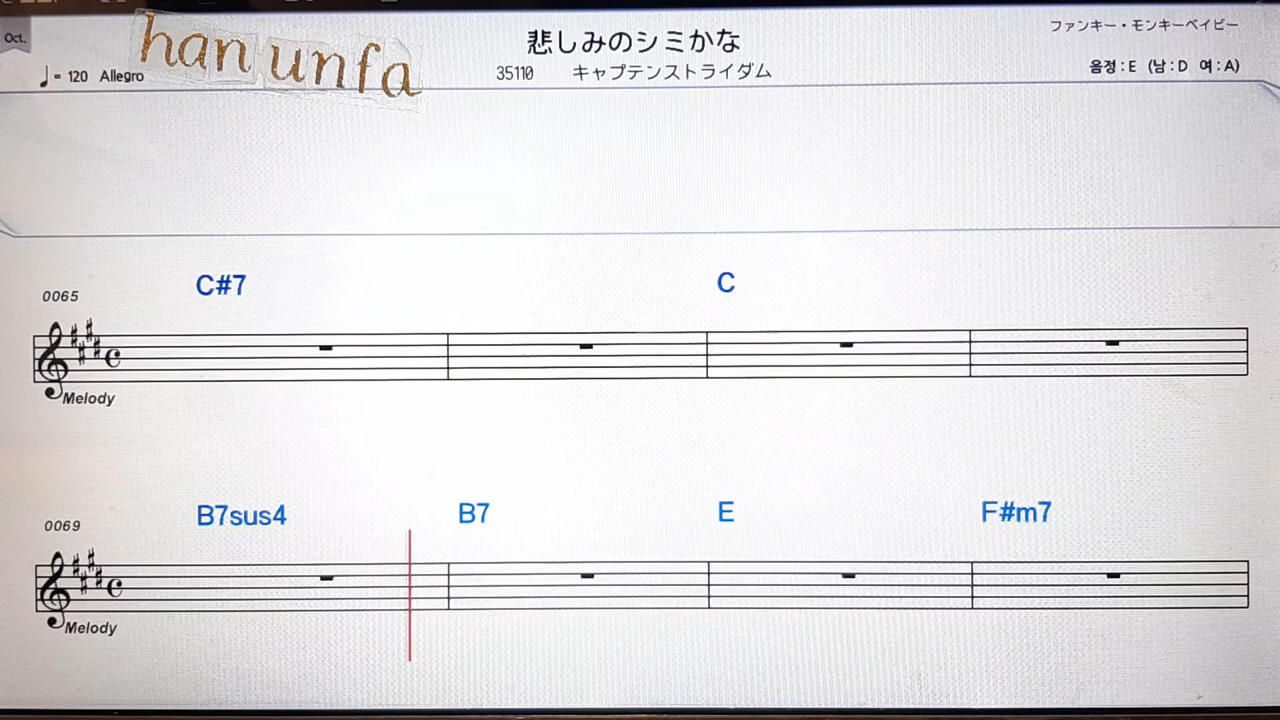 Oct.
han unfa
悲しみのシミかな
ファンキー・モンキーベイビー
♩= 120 Allegro
35110 キャプテンストライダム
음정:E (남:D 여:A)
0065 C#7 C
Melody
0069 B7sus4 B7 E F#m7
Melody